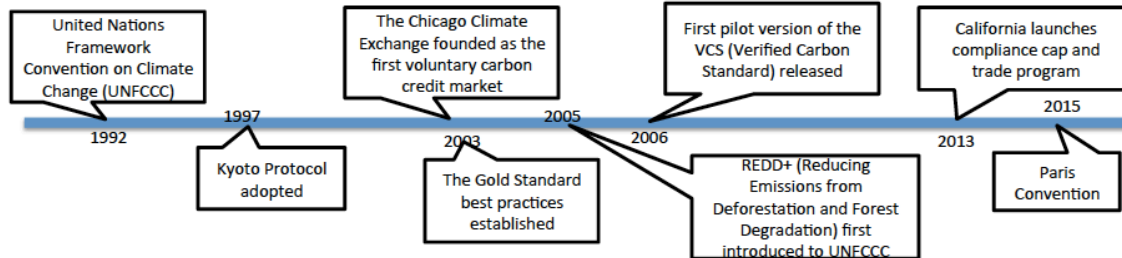 United Nations
Framework
Convention on Climate
Change (UNFCCC)
The Chicago Climate
Exchange founded as the
first voluntary carbon
credit market
First pilot version of the
VCS (Verified Carbon
Standard) released
California launches
compliance cap and
trade program
1992
1997
2003
2005
2006
2013
2015
Kyoto Protocol
adopted
The Gold Standard
best practices
established
REDD+ (Reducing
Emissions from
Deforestation and Forest
Degradation) first
introduced to UNFCCC
Paris
Convention